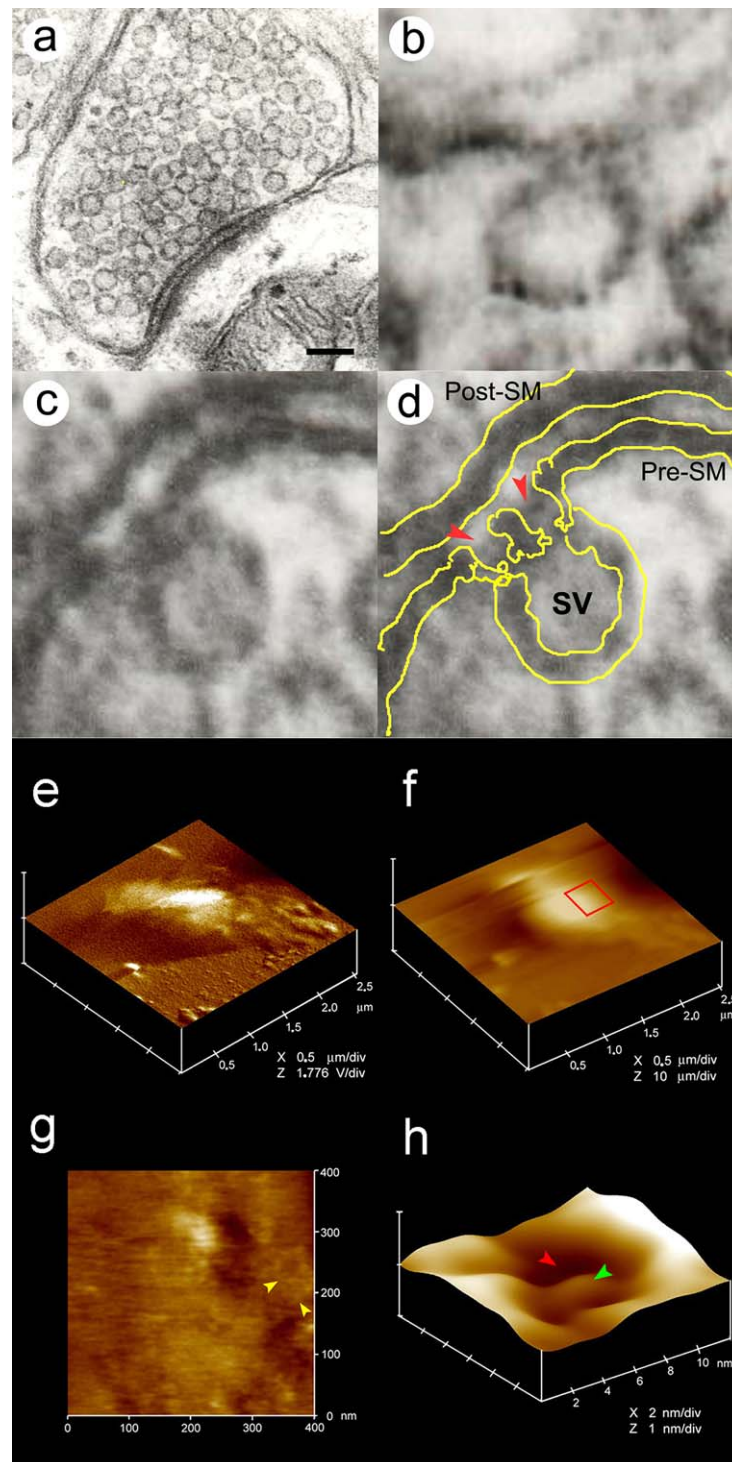 a
b
c
d
Post-SM
Pre-SM
SV
e
2.5
2.0
μm
1.5
1.0
0.5
X 0.5 μm/div
Z 1.776 V/div
f
2.5
2.0
μm
1.5
1.0
0.5
X 0.5 μm/div
Z 10 μm/div
g
400
300
200
100
0 nm
0 100 200 300 400
h
10 nm
8
6
4
2
X 2 nm/div
Z 1 nm/div